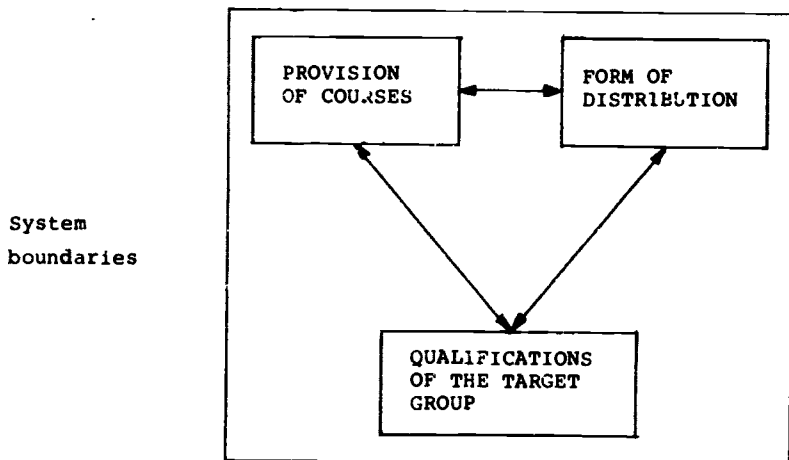 PROVISION
OF COURSES
FORM OF
DISTRIBUTION
System
boundaries
QUALIFICATIONS
OF THE TARGET
GROUP